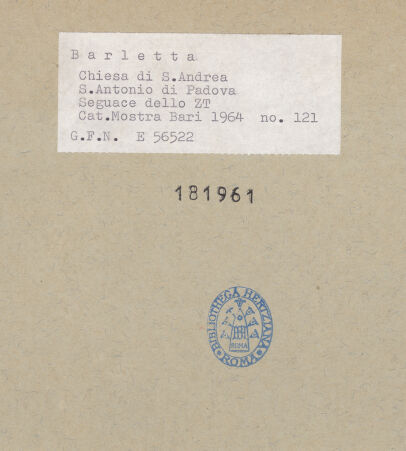 Barletta
Chiesa di S.Andrea
S.Antonio di Padova
Seguace dello ZT
Cat.Mostra Bari 1964 no. 121
G.F.N. E 56522
181961
BIBLIOTHECA HERTZIANA
ROMA
ROMA